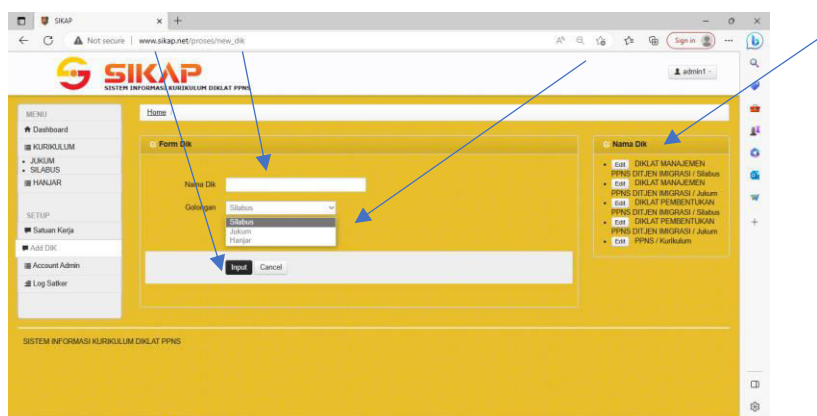 SIKAP
Not secure
www.sikap.net/proses/new_dik
Sign in
SIKAP
SISTEM INFORMASI KURIKULUM DIKLAT PPNS
admin1
MENU
Dashboard
KURIKULUM
JUKUM
SILABUS
HANJAR
SETUP
Satuan Kerja
Add DIK
Account Admin
Log Satker
Home
Form Dik
Nama Dik
Golongan
Silabus
Silabus
Jukum
Hanjar
Input
Cancel
Nama Dik
Edit DIKLAT MANAJEMEN
PPNS DITJEN IMIGRASI / Silabus
Edit DIKLAT MANAJEMEN
PPNS DITJEN IMIGRASI / Jukum
Edit DIKLAT PEMBENTUKAN
PPNS DITJEN IMIGRASI / Silabus
Edit DIKLAT PEMBENTUKAN
PPNS DITJEN IMIGRASI / Jukum
Edit PPNS / Kurikulum
SISTEM INFORMASI KURIKULUM DIKLAT PPNS